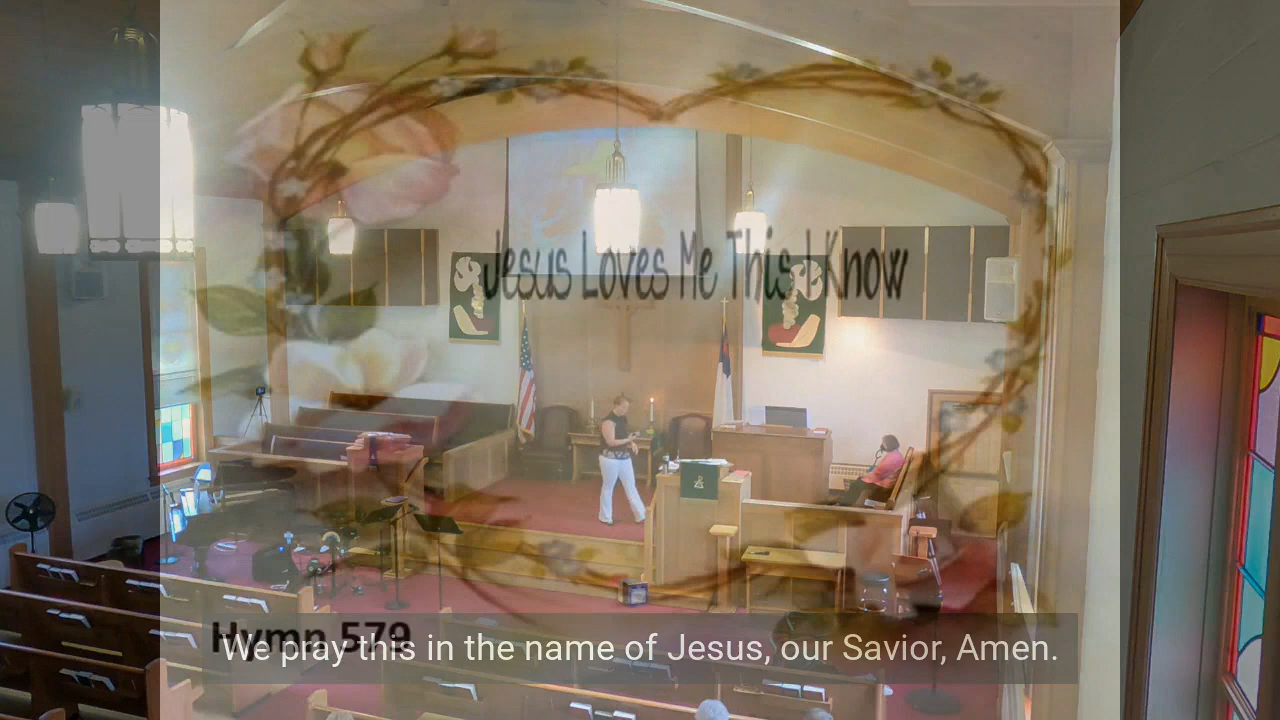 Jesus Loves Me This I Know
Hymn 579
We pray this in the name of Jesus, our Savior, Amen.